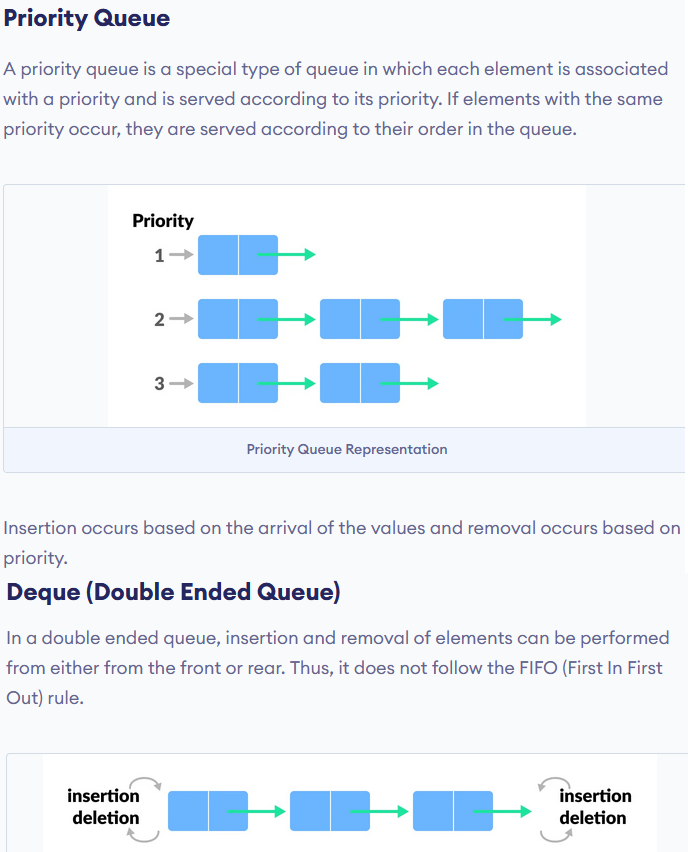 Priority Queue
A priority queue is a special type of queue in which each element is associated
with a priority and is served according to its priority. If elements with the same
priority occur, they are served according to their order in the queue.
Priority
1
2
3
Priority Queue Representation
Insertion occurs based on the arrival of the values and removal occurs based on
priority.
Deque (Double Ended Queue)
In a double ended queue, insertion and removal of elements can be performed
from either from the front or rear. Thus, it does not follow the FIFO (First In First
Out) rule.
insertion
deletion
insertion
deletion